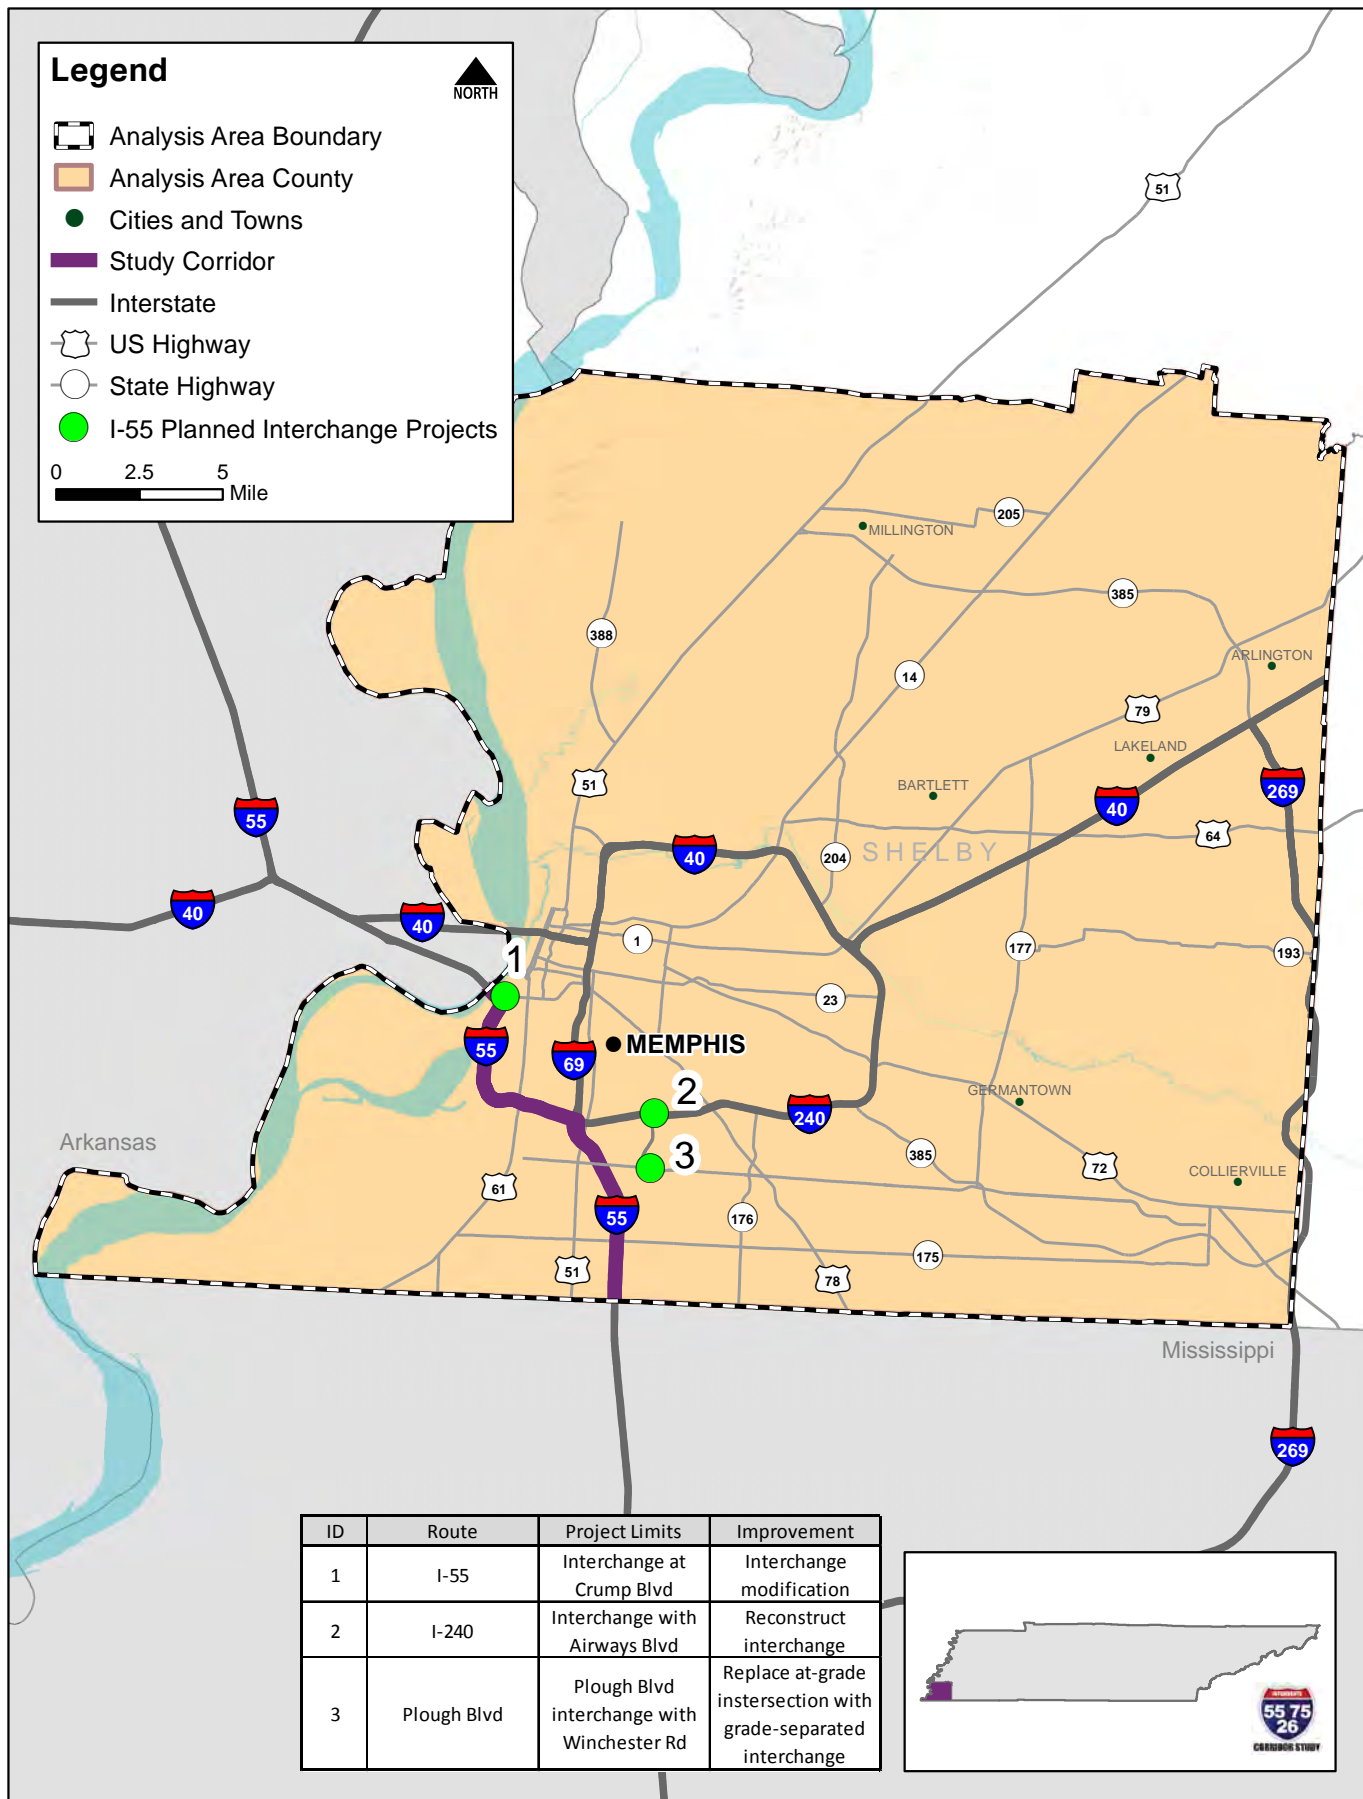 Legend
NORTH
Analysis Area Boundary
Analysis Area County
Cities and Towns
Study Corridor
Interstate
US Highway
State Highway
I-55 Planned Interchange Projects
0 2.5 5
Mile
51
205
MILLINGTON
385
388
ARLINGTON
14
79
LAKELAND
51
BARTLETT
269
40
55
64
40
204
SHELBY
40
40
1
177
193
1
23
55
69
MEMPHIS
2
GERMANTOWN
240
Arkansas
3
385
72
COLLIERVILLE
61
55
176
175
51
78
Mississippi
269
ID Route Project Limits Improvement
1 I-55 Interchange at Crump Blvd Interchange modification
2 I-240 Interchange with Airways Blvd Reconstruct interchange
3 Plough Blvd Plough Blvd interchange with Winchester Rd Replace at-grade instersection with grade-separated interchange
INTERSTATE
55 75
26
CORRIDOR STUDY